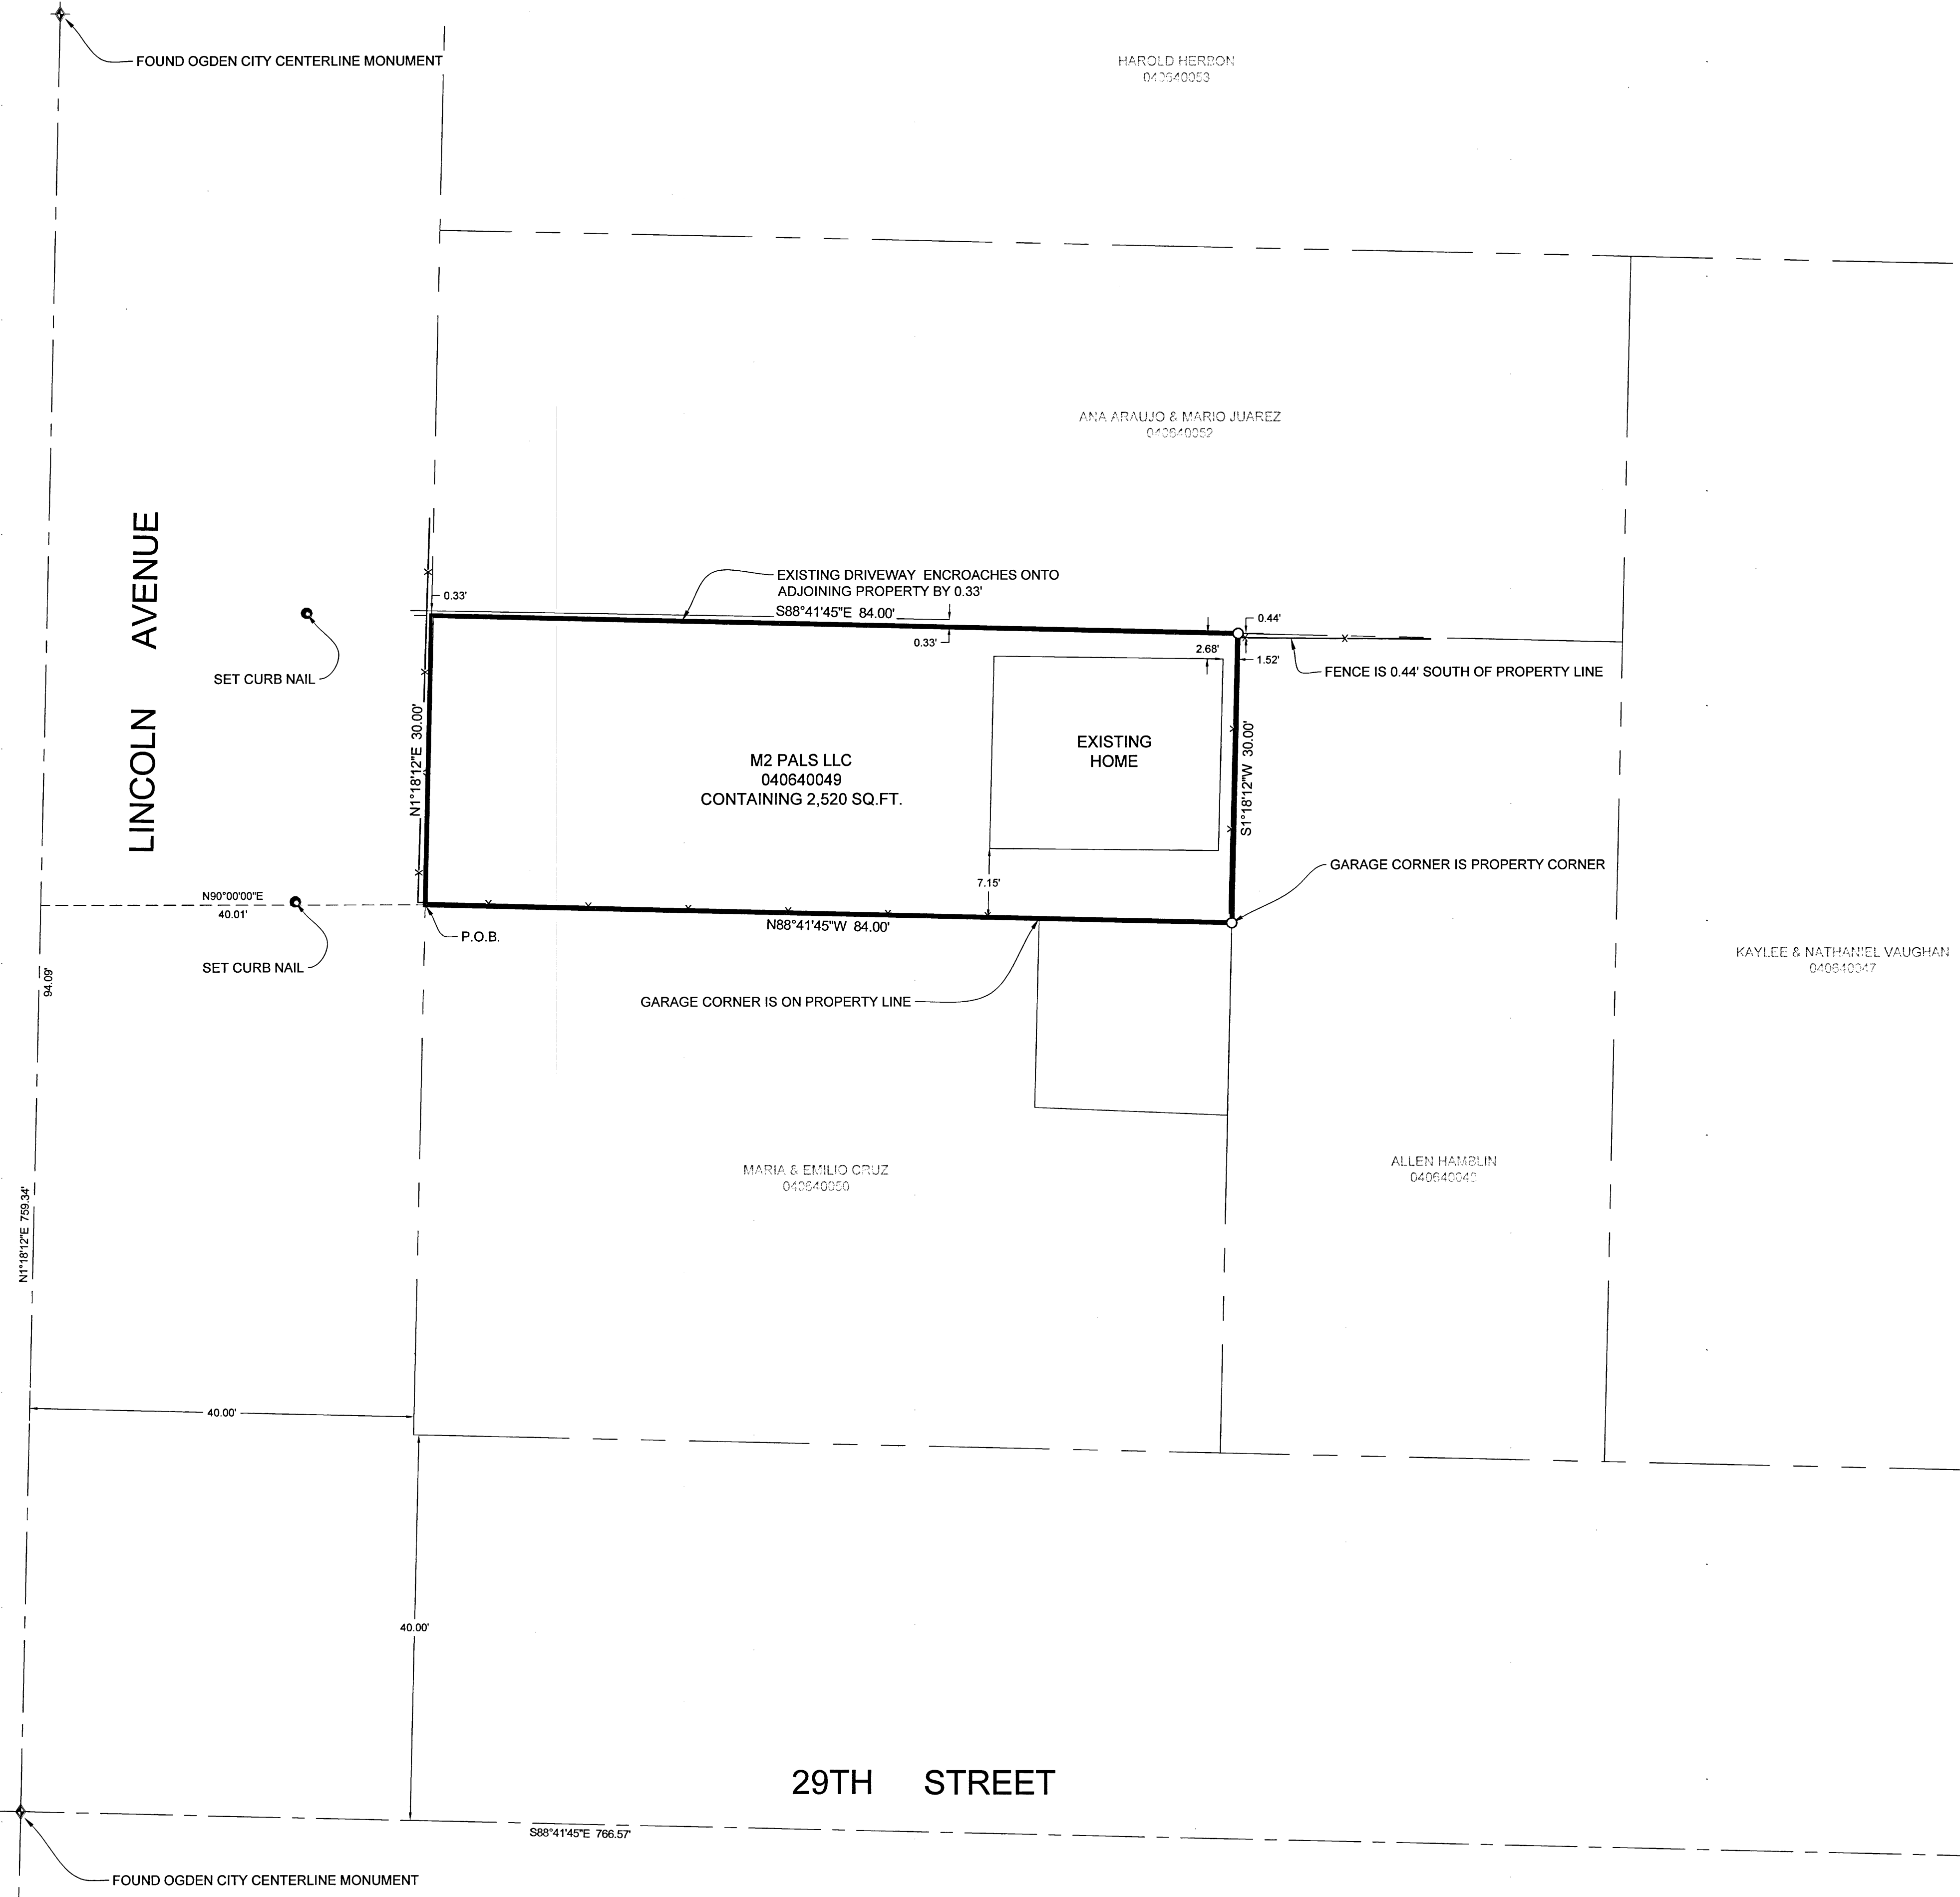 FOUND OGDEN CITY CENTERLINE MONUMENT
HAROLD HERBON
040640053
ANA ARAUJO & MARIO JUAREZ
040640052
LINCOLN AVENUE
EXISTING DRIVEWAY ENCROACHES ONTO
ADJOINING PROPERTY BY 0.33'
0.33'
S88°41'45"E 84.00'
0.33'
0.44'
2.68'
1.52'
FENCE IS 0.44' SOUTH OF PROPERTY LINE
SET CURB NAIL
N1°18'12"E 30.00'
EXISTING
HOME
S1°18'12"W 30.00'
M2 PALS LLC
040640049
CONTAINING 2,520 SQ.FT.
GARAGE CORNER IS PROPERTY CORNER
7.15'
N90°00'00"E
40.01'
P.O.B.
N88°41'45"W 84.00'
SET CURB NAIL
94.09'
GARAGE CORNER IS ON PROPERTY LINE
KAYLEE & NATHANIEL VAUGHAN
040640047
MARIA & EMILIO CRUZ
040640050
ALLEN HAMBLIN
N1°18'12"E 759.34'
40.00'
40.00'
29TH STREET
S88°41'45"E 766.57'
FOUND OGDEN CITY CENTERLINE MONUMENT